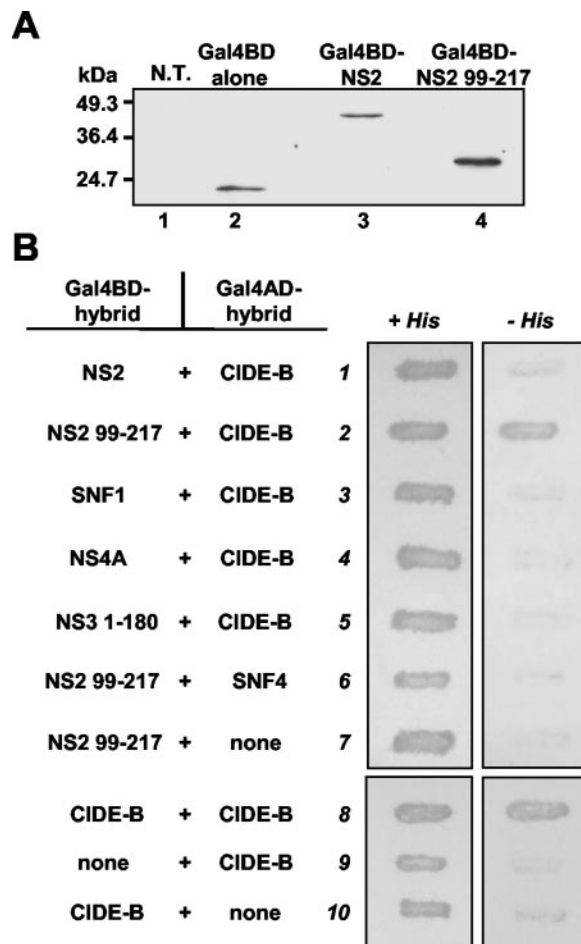 A
kDa N.T. Gal4BD alone Gal4BD-NS2 Gal4BD-NS2 99-217
49.3
36.4
24.7
1 2 3 4
B
Gal4BD-hybrid Gal4AD-hybrid + His - His
NS2 + CIDE-B 1
NS2 99-217 + CIDE-B 2
SNF1 + CIDE-B 3
NS4A + CIDE-B 4
NS3 1-180 + CIDE-B 5
NS2 99-217 + SNF4 6
NS2 99-217 + none 7
CIDE-B + CIDE-B 8
none + CIDE-B 9
CIDE-B + none 10